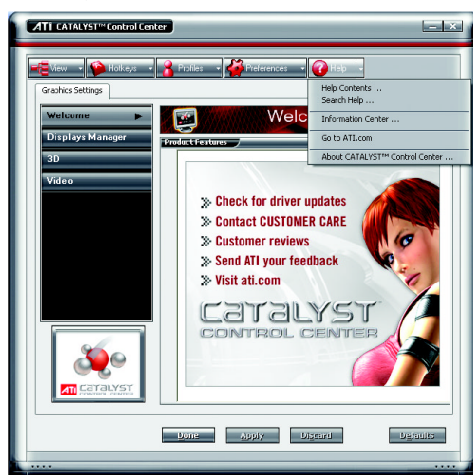 ATI CATALYST™ Control Center
View
Hotkeys
Profiles
Preferences
Help
Help Contents ..
Search Help ...
Information Center ...
Go to ATI.com
About CATALYST™ Control Center ...
Graphics Settings
Welcome
Displays Manager
3D
Video
Welc
Product Features
Check for driver updates
Contact CUSTOMER CARE
Customer reviews
Send ATI your feedback
Visit ati.com
CATALYST
CONTROL CENTER
ATI CATALYST
CONTROL CENTER
Done
Apply
Discard
Defaults